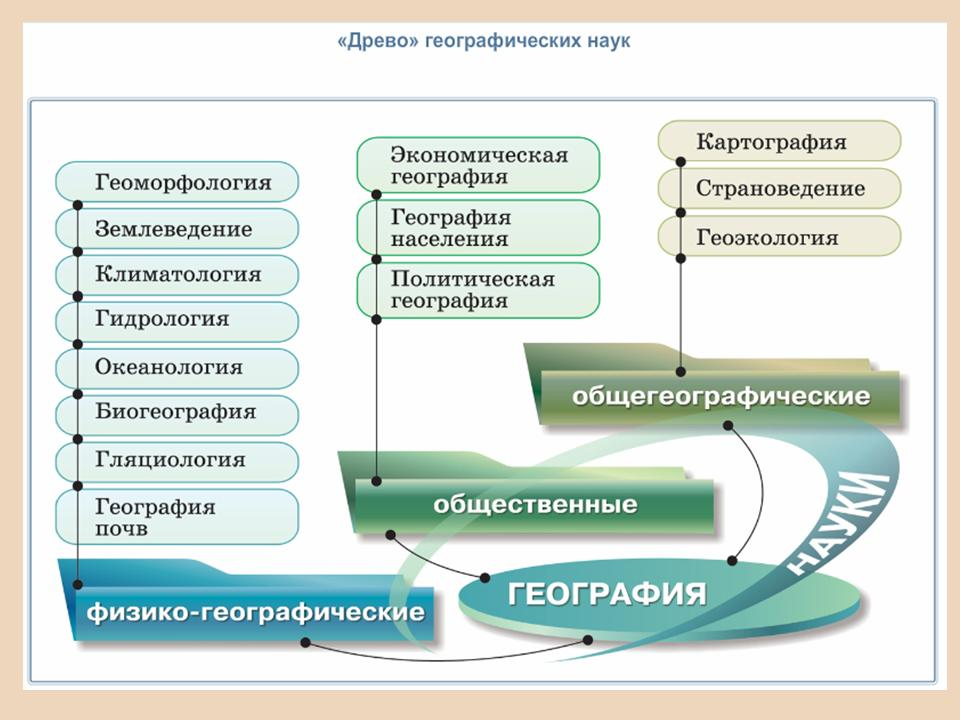 «Древо» географических наук
Геоморфология
Землеведение
Климатология
Гидрология
Океанология
Биогеография
Гляциология
География
почв
физико-географические
Экономическая
география
География
населения
Политическая
география
общественные
Картография
Страноведение
Геоэкология
общегеографические
ГЕОГРАФИЯ
НАУКИ